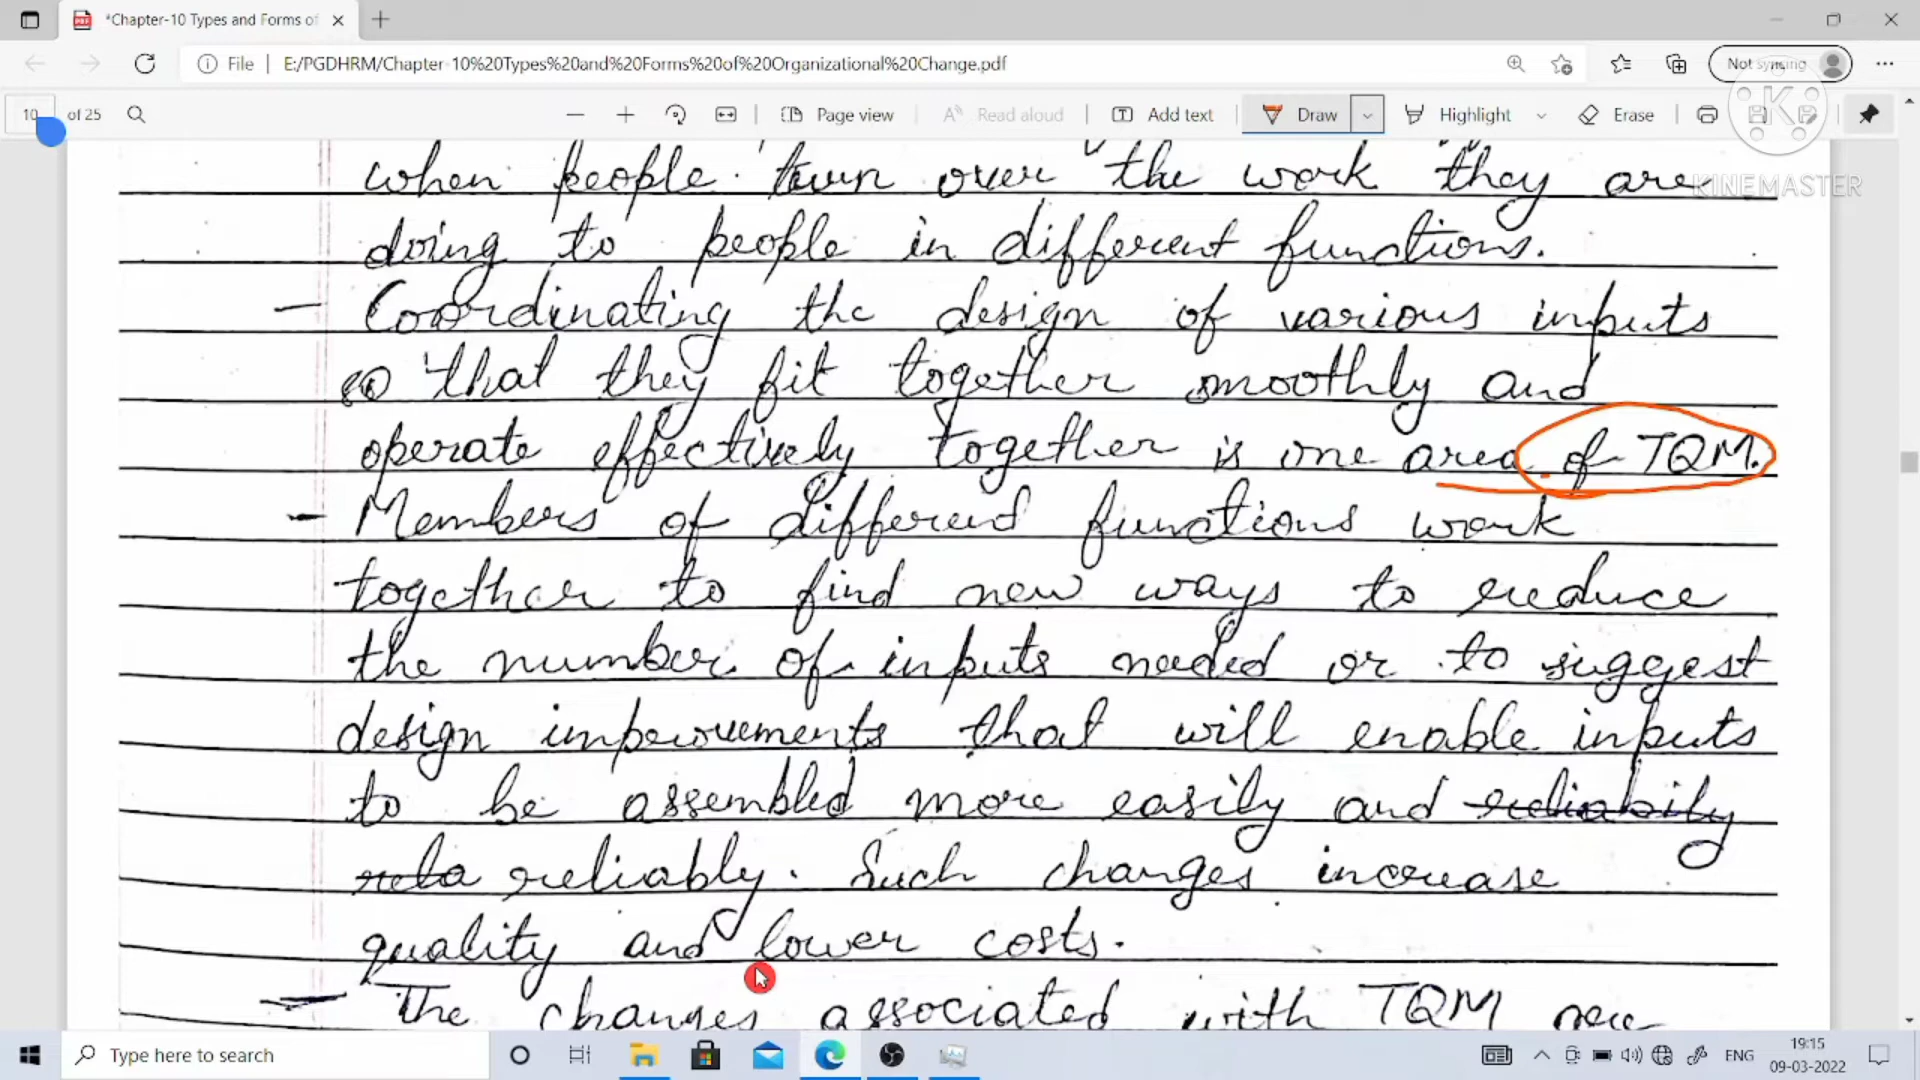 *Chapter-10 Types and Forms of
File E:/PGDHRM/Chapter-10%20Types%20and%20Forms%20of%20Organizational%20Change.pdf Not syncing
10 of 25 Page view Read aloud Add text Draw Highlight Erase
KINEMASTER
when people turn over the work they are
doing to people in different functions.
- Coordinating the design of various inputs
so that they fit together smoothly and
operate effectively together is one area of TQM.
- Members of different functions work
together to find new ways to reduce
the number of inputs needed or to suggest
design improvements that will enable inputs
to be assembled more easily and reliabily
rela reliably. Such changes increase
quality and lower costs.
- The changes associated with TQM
Type here to search ENG 19:15
09-03-2022